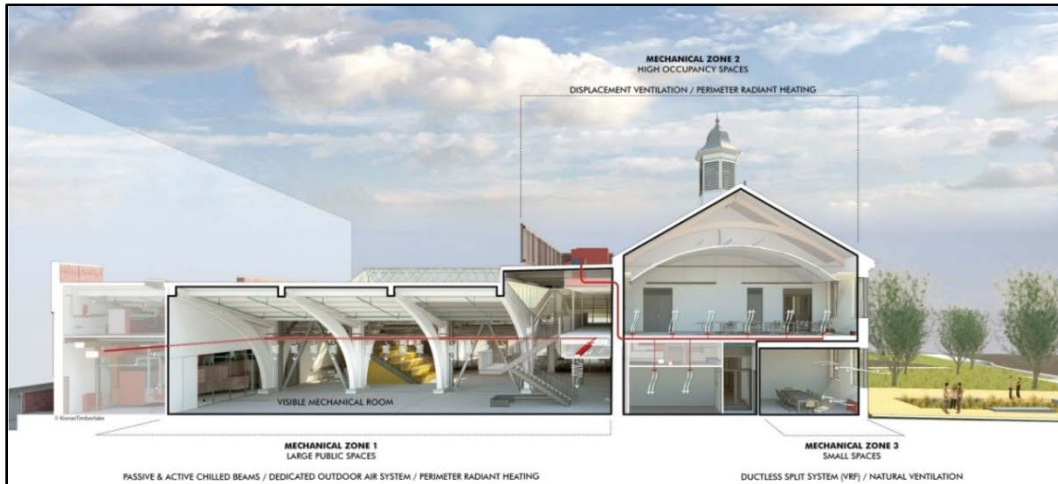 MECHANICAL ZONE 2
HIGH OCCUPANCY SPACES
DISPLACEMENT VENTILATION / PERIMETER RADIANT HEATING
VISIBLE MECHANICAL ROOM
© KieranTimberlake
MECHANICAL ZONE 1
LARGE PUBLIC SPACES
PASSIVE & ACTIVE CHILLED BEAMS / DEDICATED OUTDOOR AIR SYSTEM / PERIMETER RADIANT HEATING
MECHANICAL ZONE 3
SMALL SPACES
DUCTLESS SPLIT SYSTEM (VRF) / NATURAL VENTILATION